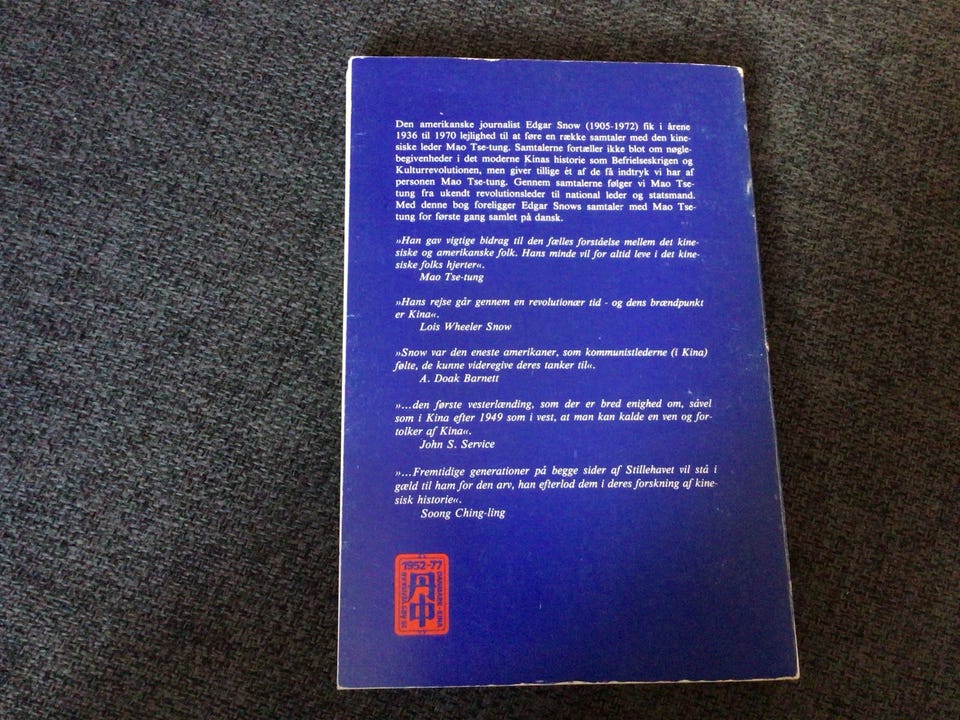 Den amerikanske journalist Edgar Snow (1905-1972) fik i årene
1936 til 1970 lejlighed til at føre en række samtaler med den kine-
siske leder Mao Tse-tung. Samtalerne fortæller ikke blot om nøgle-
begivenheder i det moderne Kinas historie som Befrielseskrigen og
Kulturrevolutionen, men giver tillige ét af de få indtryk vi har af
personen Mao Tse-tung. Gennem samtalerne følger vi Mao Tse-
tung fra ukendt revolutionsleder til national leder og statsmand.
Med denne bog foreligger Edgar Snows samtaler med Mao Tse-
tung for første gang samlet på dansk.
»Han gav vigtige bidrag til den fælles forståelse mellem det kine-
siske og amerikanske folk. Hans minde vil for altid leve i det kine-
siske folks hjerter«.
Mao Tse-tung
»Hans rejse går gennem en revolutionær tid - og dens brændpunkt
er Kina«.
Lois Wheeler Snow
»Snow var den eneste amerikaner, som kommunistlederne (i Kina)
følte, de kunne videregive deres tanker til«.
A. Doak Barnett
»...den første vesterlænding, som der er bred enighed om, såvel
som i Kina efter 1949 som i vest, at man kan kalde en ven og for-
tolker af Kina«.
John S. Service
»...Fremtidige generationer på begge sider af Stillehavet vil stå i
gæld til ham for den arv, han efterlod dem i deres forskning af kine-
sisk historie«.
Soong Ching-ling
1952-77
25 ÅRS VENSKAB
丹中
DANMARK-KINA